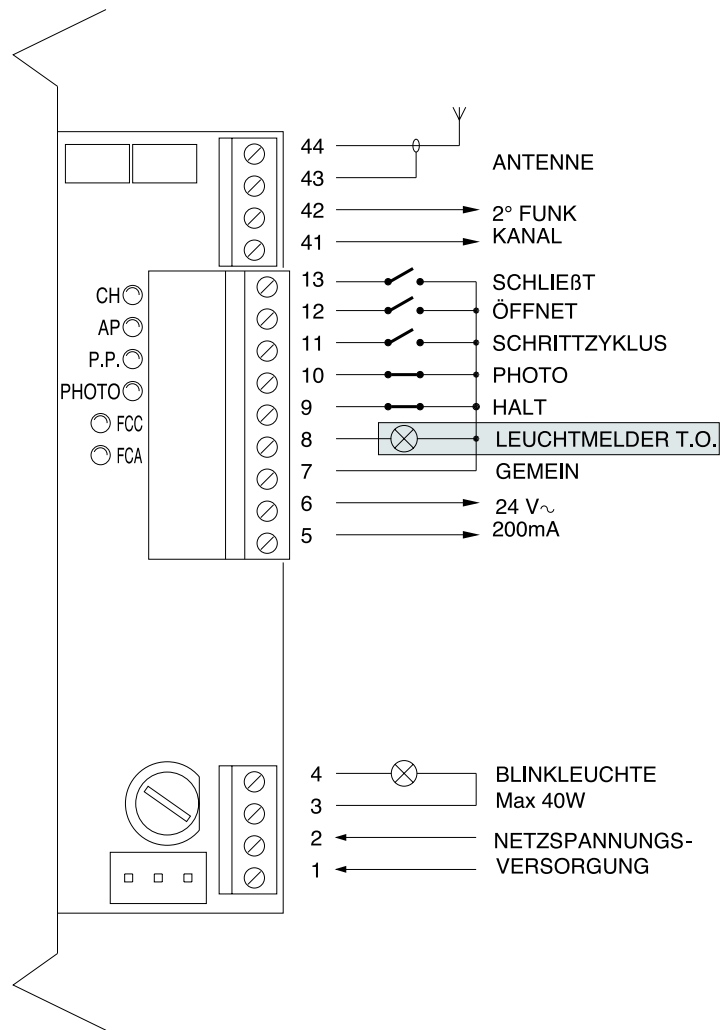 44
43
ANTENNE
42
41
2° FUNK
KANAL
CH
AP
P.P.
PHOTO
FCC
FCA
13 SCHLIEßT
12 ÖFFNET
11 SCHRITTZYKLUS
10 PHOTO
9 HALT
8 LEUCHTMELDER T.O.
7 GEMEIN
6 24 V~
5 200mA
4 BLINKLEUCHTE
3 Max 40W
2 NETZSPANNUNGS-
1 VERSORGUNG